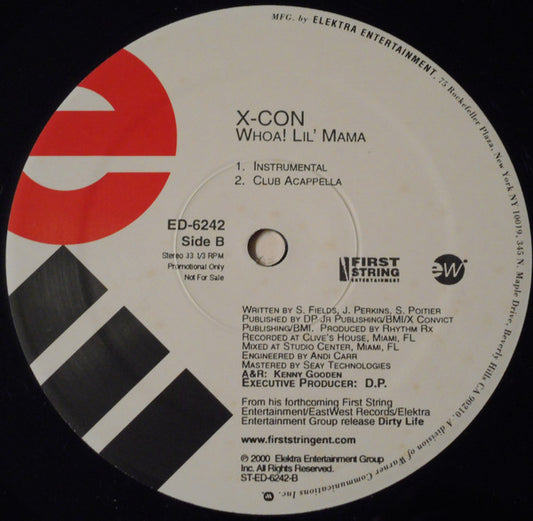 MFG. by ELEKTRA ENTERTAINMENT, 75 Rockefeller Plaza, New York NY 10019, 345 N. Maple Drive, Beverly Hills CA 90210. A division of Warner Communications Inc.
e
X-CON
WHOA! LIL' MAMA
1. INSTRUMENTAL
2. CLUB ACAPPELLA
ED-6242
Side B
Stereo 33 1/3 RPM
Promotional Only
Not For Sale
FIRST
STRING
ENTERTAINMENT
ew
WRITTEN BY S. FIELDS, J. PERKINS, S. POITIER
PUBLISHED BY DP JR PUBLISHING/BMI/X CONVICT
PUBLISHING/BMI. PRODUCED BY RHYTHM RX
RECORDED AT CLIVE'S HOUSE, MIAMI, FL
MIXED AT STUDIO CENTER, MIAMI, FL
ENGINEERED BY ANDI CARR
MASTERED BY SEAY TECHNOLOGIES
A&R: KENNY GOODEN
EXECUTIVE PRODUCER: D.P.
From his forthcoming First String
Entertainment/EastWest Records/Elektra
Entertainment Group release Dirty Life
www.firststringent.com
℗ 2000 Elektra Entertainment Group
Inc. All Rights Reserved.
ST-ED-6242-B